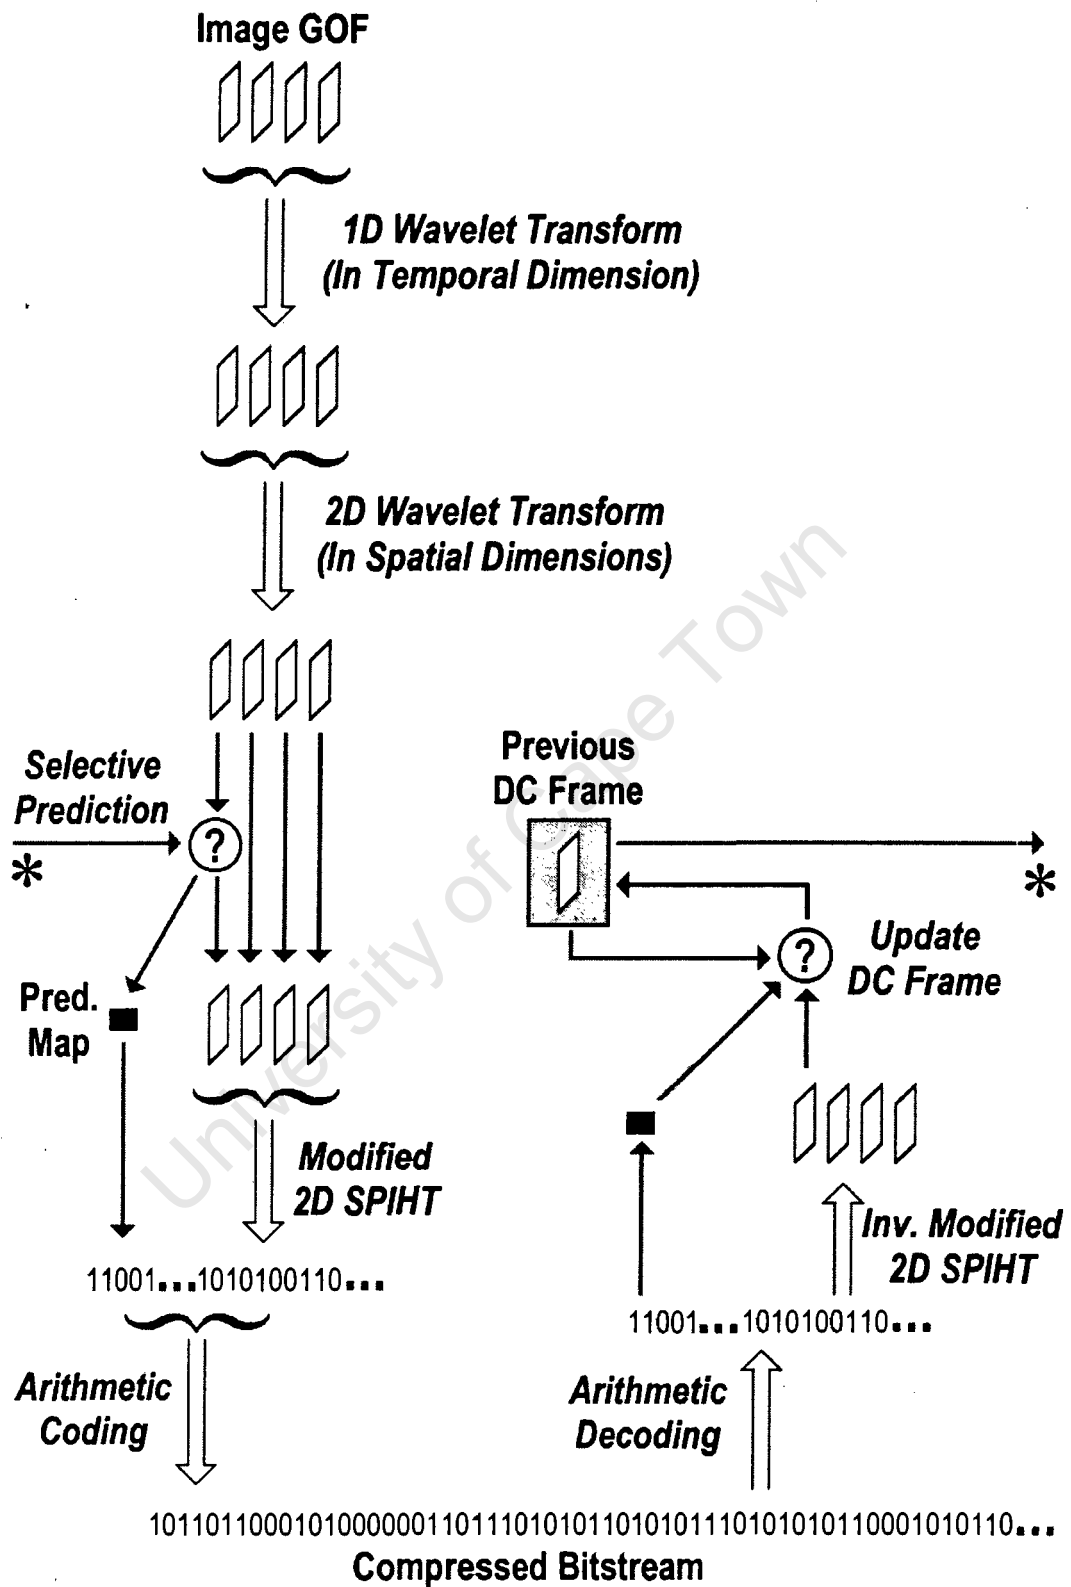 Image GOF
1D Wavelet Transform
(In Temporal Dimension)
2D Wavelet Transform
(In Spatial Dimensions)
Selective
Prediction
?
*
Pred.
Map
Modified
2D SPIHT
11001...1010100110...
Arithmetic
Coding
Previous
DC Frame
*
?
Update
DC Frame
Inv. Modified
2D SPIHT
11001...1010100110...
Arithmetic
Decoding
101101100010100000001101110101011010101110101010110001010110...
Compressed Bitstream
University of Cape Town